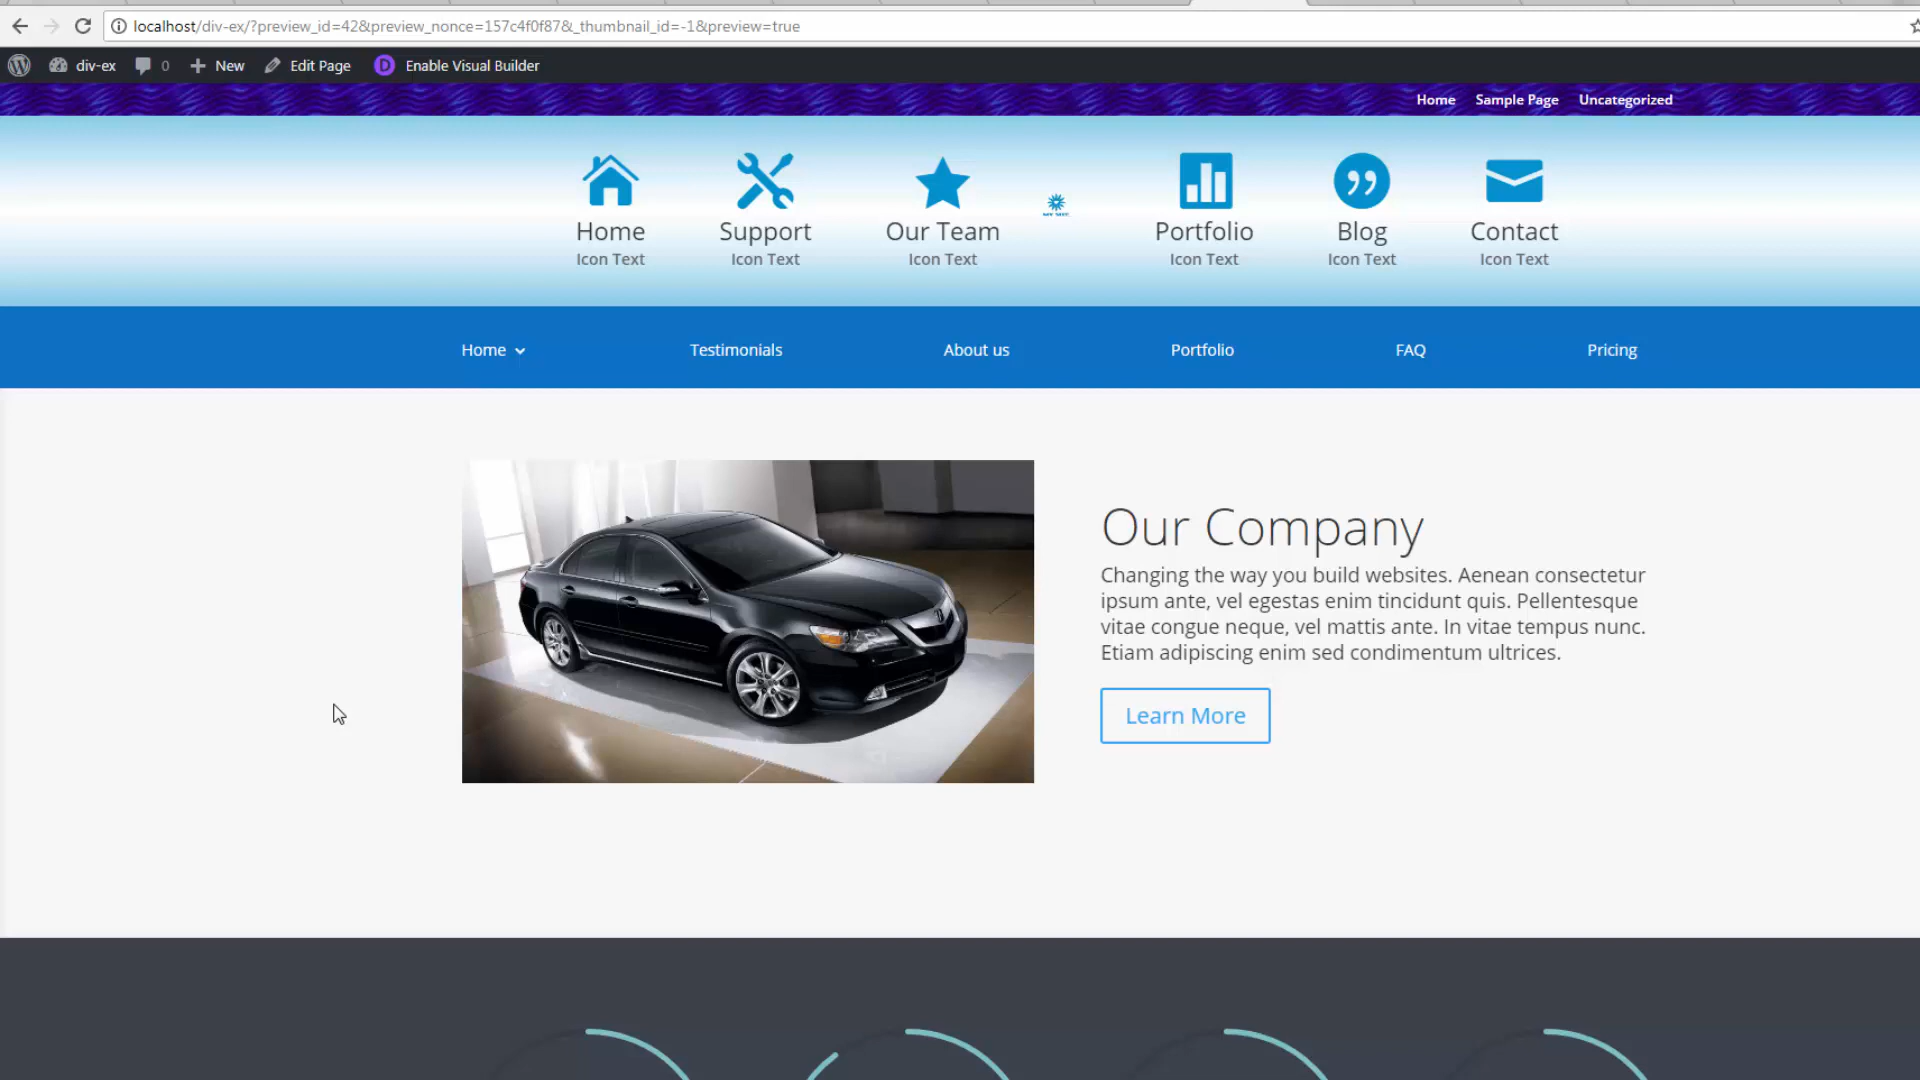 localhost/div-ex/?preview_id=42&preview_nonce=157c4f0f87&_thumbnail_id=-1&preview=true
div-ex 0 New Edit Page D Enable Visual Builder
Home Sample Page Uncategorized
Home Support Our Team Portfolio Blog Contact
Icon Text Icon Text Icon Text Icon Text Icon Text Icon Text
Home Testimonials About us Portfolio FAQ Pricing
Our Company
Changing the way you build websites. Aenean consectetur
ipsum ante, vel egestas enim tincidunt quis. Pellentesque
vitae congue neque, vel mattis ante. In vitae tempus nunc.
Etiam adipiscing enim sed condimentum ultrices.
Learn More